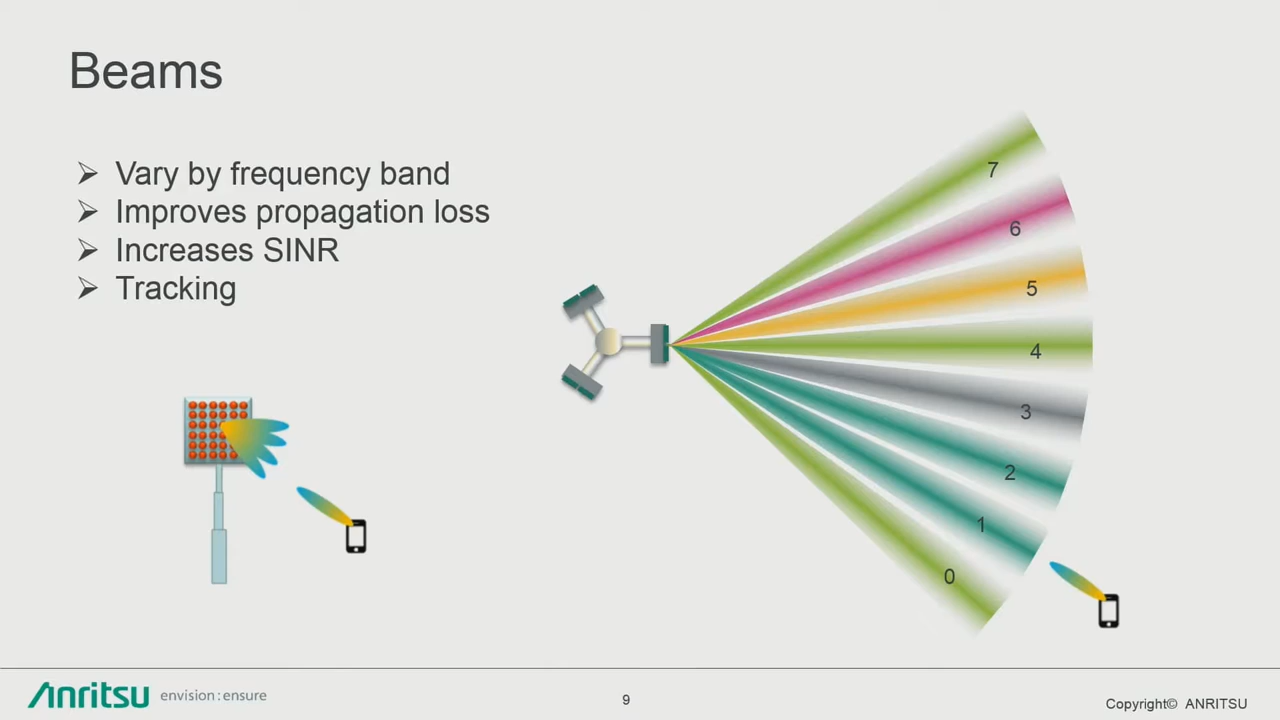 Beams
Vary by frequency band
Improves propagation loss
Increases SINR
Tracking
7
6
5
4
3
2
1
0
Anritsu envision : ensure
9
Copyright© ANRITSU